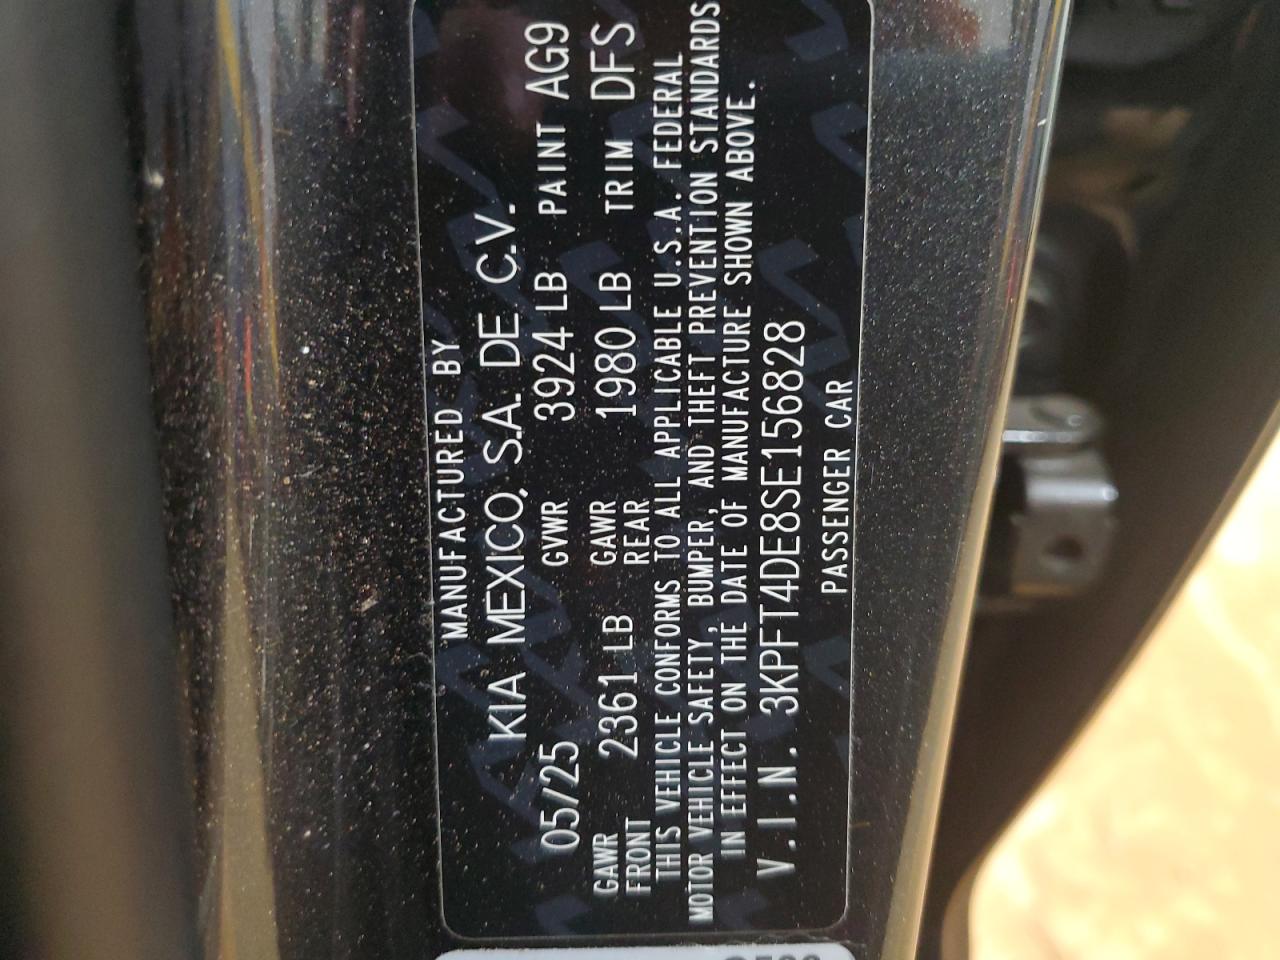 MANUFACTURED BY
KIA MEXICO, S.A. DE C.V.
05/25 GVWR 3924 LB PAINT AG9
GAWR FRONT 2361 LB GAWR REAR 1980 LB TRIM DFS
THIS VEHICLE CONFORMS TO ALL APPLICABLE U.S.A. FEDERAL
MOTOR VEHICLE SAFETY, BUMPER, AND THEFT PREVENTION STANDARDS
IN EFFECT ON THE DATE OF MANUFACTURE SHOWN ABOVE.
V.I.N. 3KPFT4DE8SE156828
PASSENGER CAR